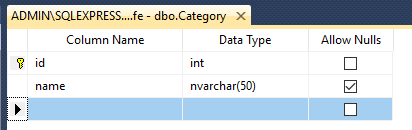 ADMIN\SQLEXPRESS....fe - dbo.Category
Column Name Data Type Allow Nulls
id int
name nvarchar(50)